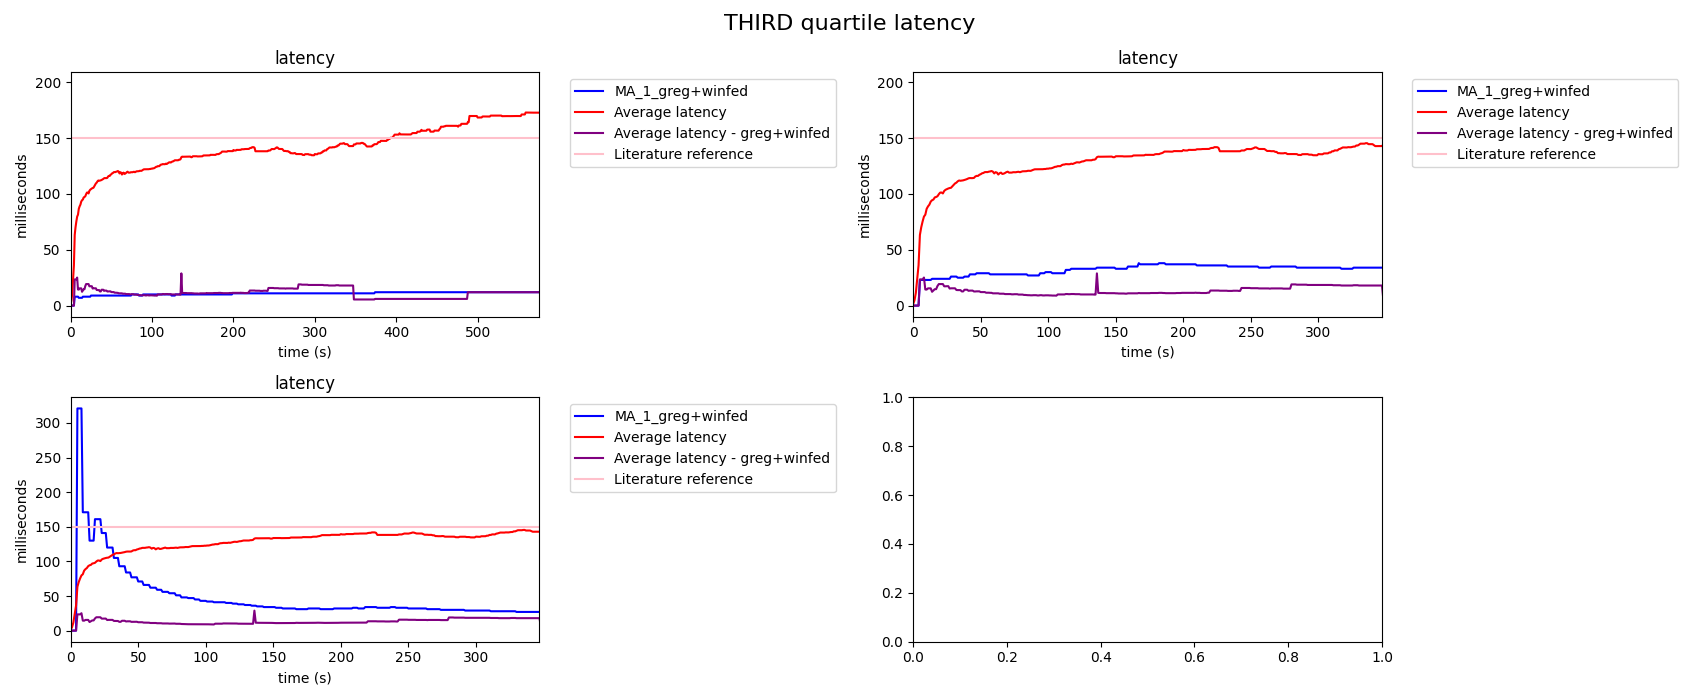 THIRD quartile latency
latency
milliseconds
200
150
100
50
0
0 100 200 300 400 500
time (s)
MA_1_greg+winfed
Average latency
Average latency - greg+winfed
Literature reference
latency
milliseconds
200
150
100
50
0
0 50 100 150 200 250 300
time (s)
MA_1_greg+winfed
Average latency
Average latency - greg+winfed
Literature reference
latency
milliseconds
300
250
200
150
100
50
0
0 50 100 150 200 250 300
time (s)
MA_1_greg+winfed
Average latency
Average latency - greg+winfed
Literature reference
1.0
0.8
0.6
0.4
0.2
0.0
0.0 0.2 0.4 0.6 0.8 1.0